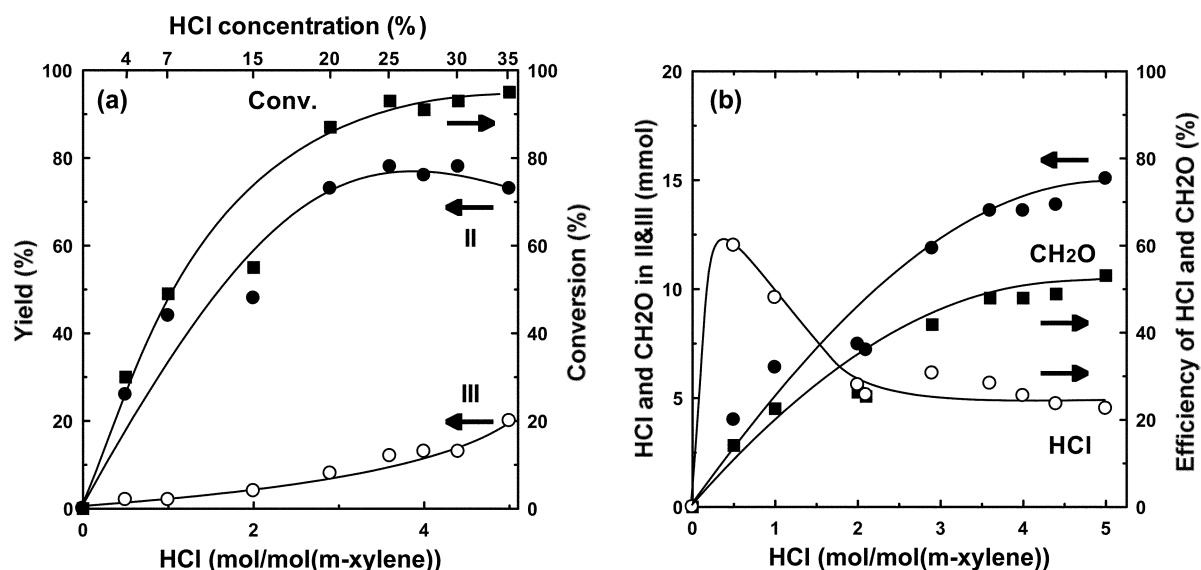 HCl concentration (%)
4 7 15 20 25 30 35
(a)
Conv.
II
III
Yield (%)
100
80
60
40
20
0
Conversion (%)
100
80
60
40
20
0
0 1 2 3 4 5
HCl (mol/mol(m-xylene))
(b)
CH2O
HCl
HCl and CH2O in II&III (mmol)
20
15
10
5
0
Efficiency of HCl and CH2O (%)
100
80
60
40
20
0
0 1 2 3 4 5
HCl (mol/mol(m-xylene))